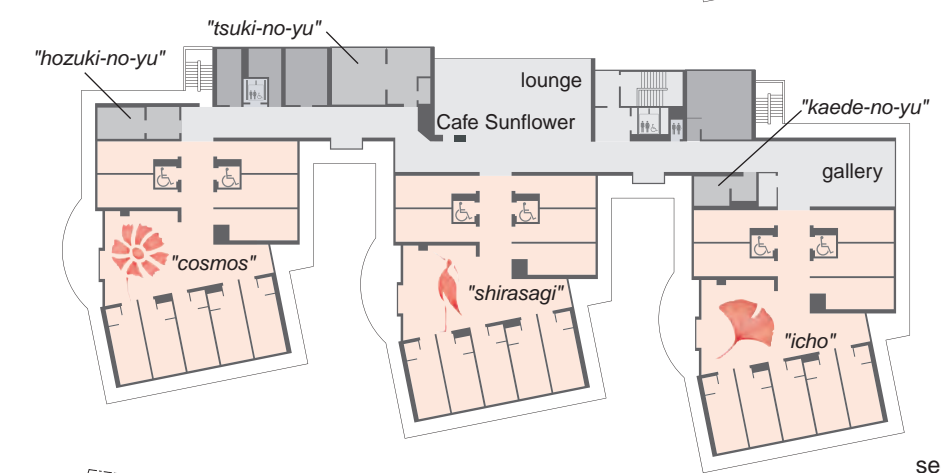 "tsuki-no-yu"
"hozuki-no-yu"
lounge
"kaede-no-yu"
Cafe Sunflower
gallery
"cosmos"
"shirasagi"
"icho"
se